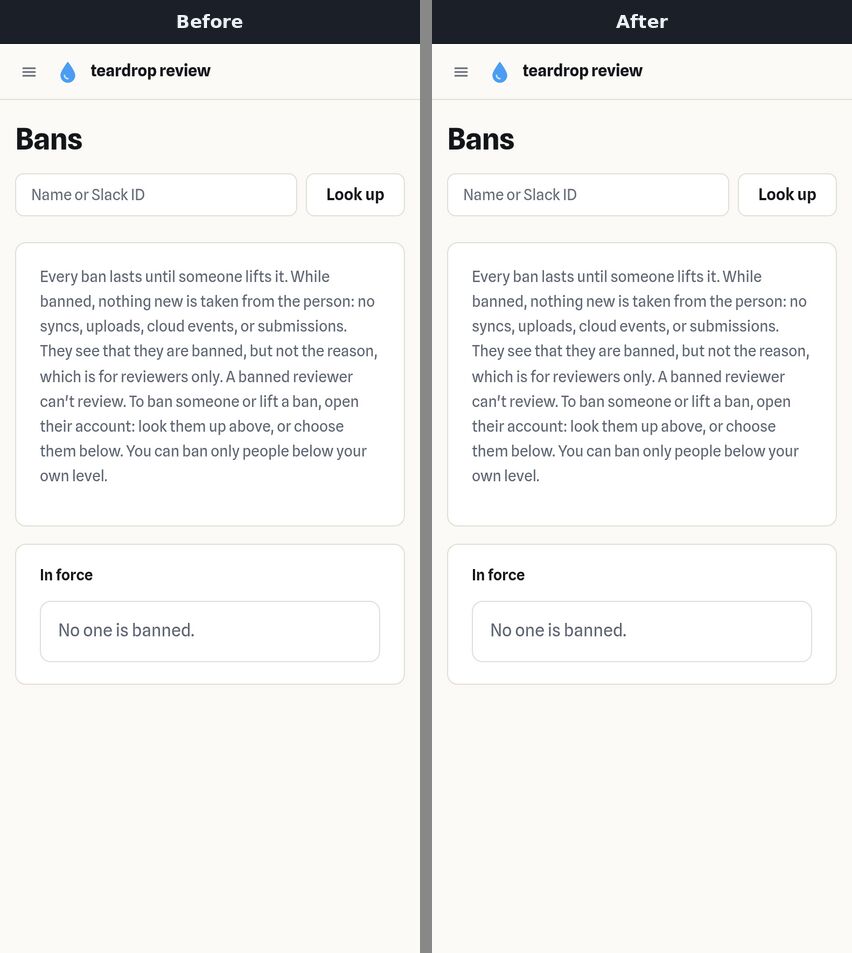 Before
teardrop review
Bans
Name or Slack ID
Look up
Every ban lasts until someone lifts it. While
banned, nothing new is taken from the person: no
syncs, uploads, cloud events, or submissions.
They see that they are banned, but not the reason,
which is for reviewers only. A banned reviewer
can't review. To ban someone or lift a ban, open
their account: look them up above, or choose
them below. You can ban only people below your
own level.
In force
No one is banned.
After
teardrop review
Bans
Name or Slack ID
Look up
Every ban lasts until someone lifts it. While
banned, nothing new is taken from the person: no
syncs, uploads, cloud events, or submissions.
They see that they are banned, but not the reason,
which is for reviewers only. A banned reviewer
can't review. To ban someone or lift a ban, open
their account: look them up above, or choose
them below. You can ban only people below your
own level.
In force
No one is banned.